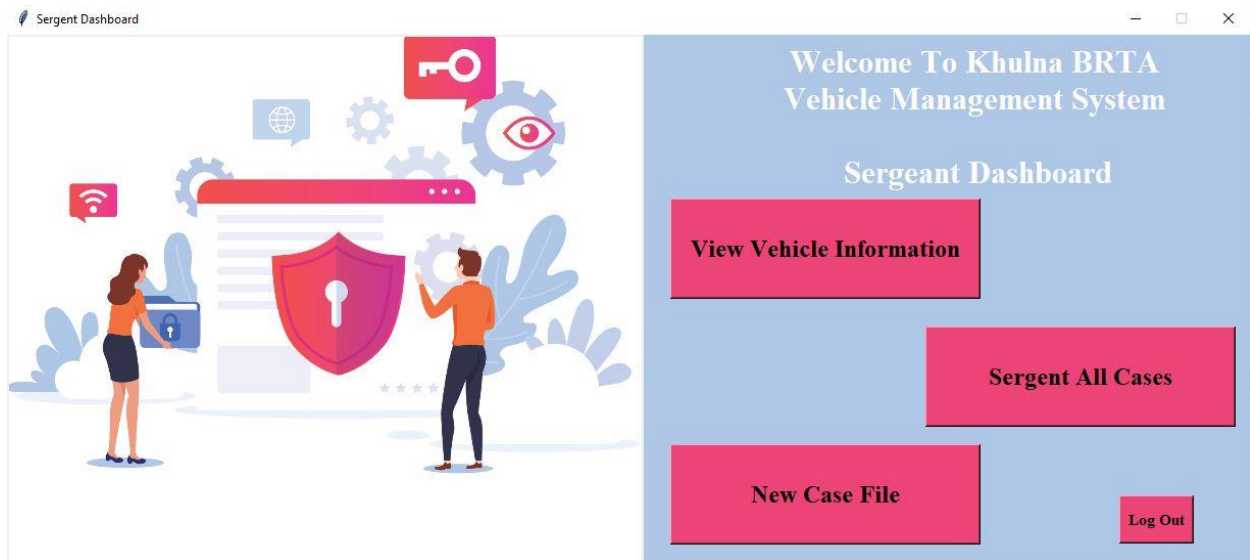 Sergent Dashboard
Welcome To Khulna BRTA
Vehicle Management System
Sergeant Dashboard
View Vehicle Information
Sergent All Cases
New Case File
Log Out